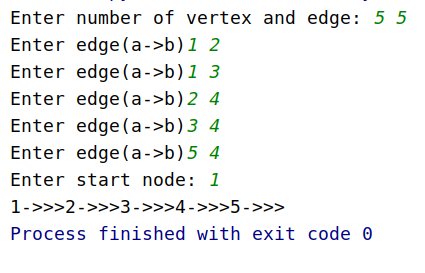 Enter number of vertex and edge: 5 5
Enter edge(a->b)1 2
Enter edge(a->b)1 3
Enter edge(a->b)2 4
Enter edge(a->b)3 4
Enter edge(a->b)5 4
Enter start node: 1
1->>>2->>>3->>>4->>>5->>>
Process finished with exit code 0